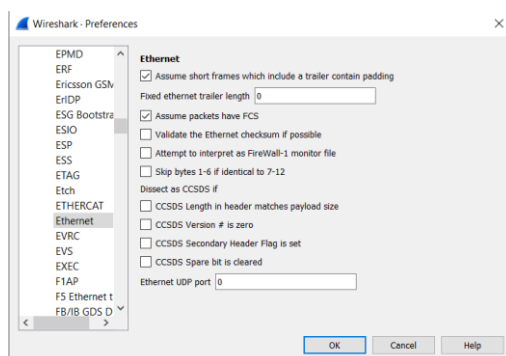 Wireshark · Preferences
EPMD
ERF
Ericsson GSM
ErlDP
ESG Bootstra
ESIO
ESP
ESS
ETAG
Etch
ETHERCAT
Ethernet
EVRC
EVS
EXEC
F1AP
F5 Ethernet t
FB/IB GDS D
Ethernet
Assume short frames which include a trailer contain padding
Fixed ethernet trailer length 0
Assume packets have FCS
Validate the Ethernet checksum if possible
Attempt to interpret as FireWall-1 monitor file
Skip bytes 1-6 if identical to 7-12
Dissect as CCSDS if
CCSDS Length in header matches payload size
CCSDS Version # is zero
CCSDS Secondary Header Flag is set
CCSDS Spare bit is cleared
Ethernet UDP port 0
OK Cancel Help